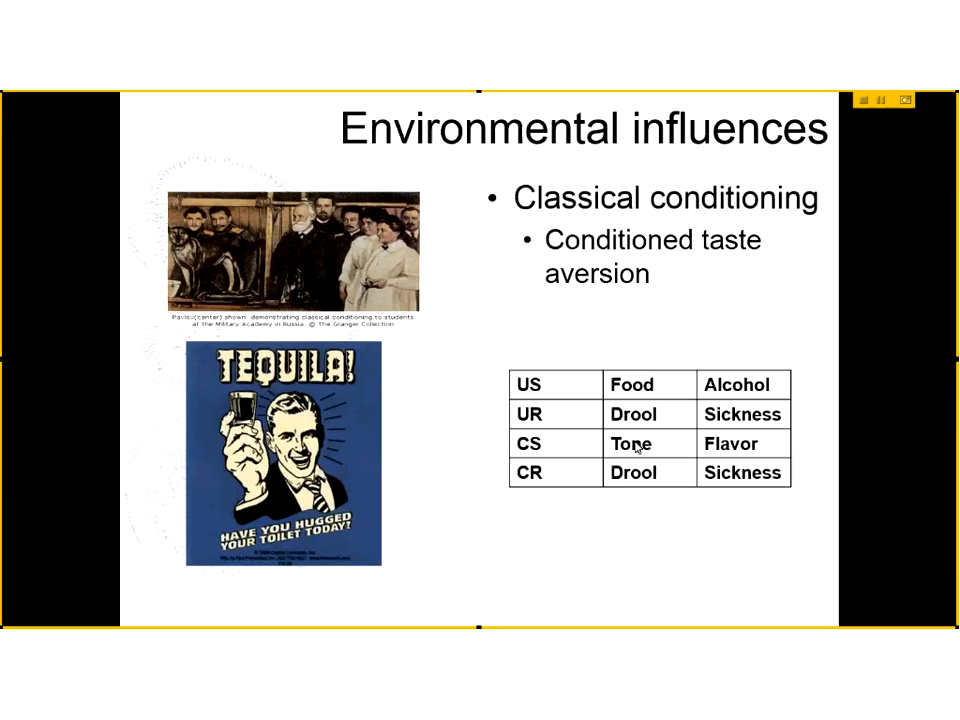 Environmental influences
• Classical conditioning
• Conditioned taste
aversion
Pavlov(center) shown demonstrating classical conditioning to students
at the Military Academy in Russia. © The Granger Collection
TEQUILA!
HAVE YOU HUGGED
YOUR TOILET TODAY?
US Food Alcohol
UR Drool Sickness
CS Tone Flavor
CR Drool Sickness